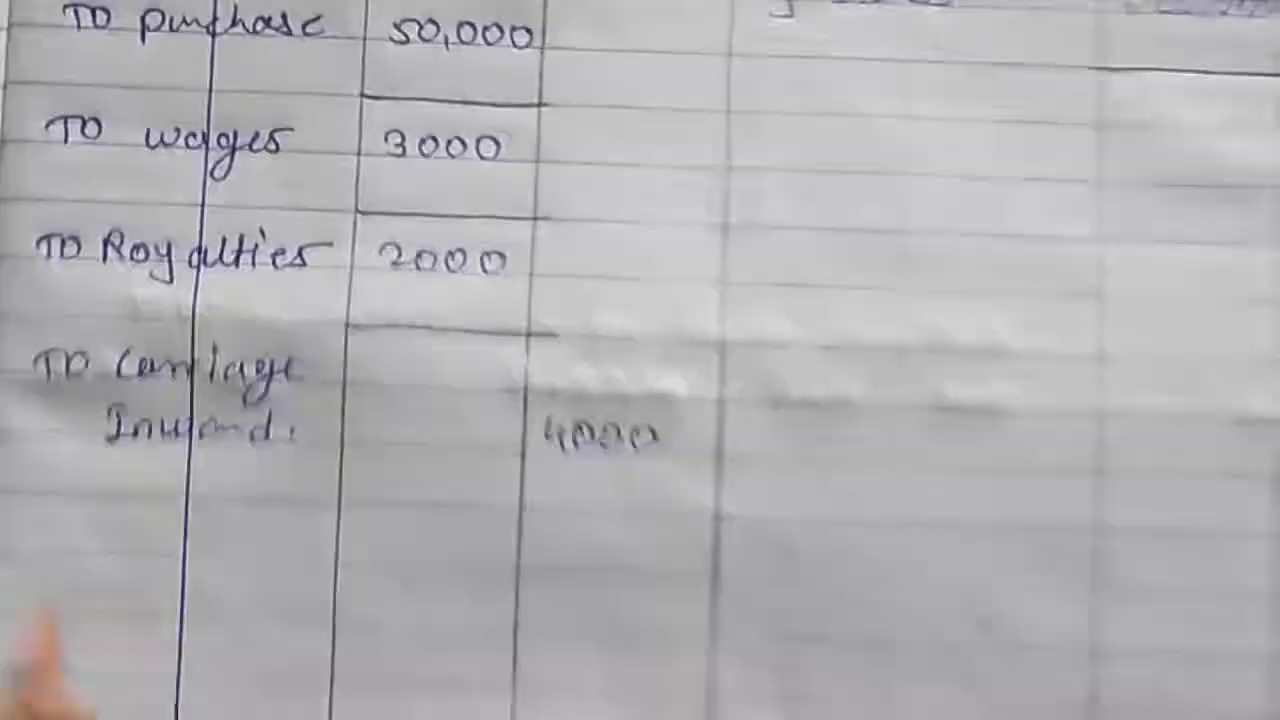 To purchase 50,000
To wages 3000
To Royalties 2000
To Carriage
Inward. 4000